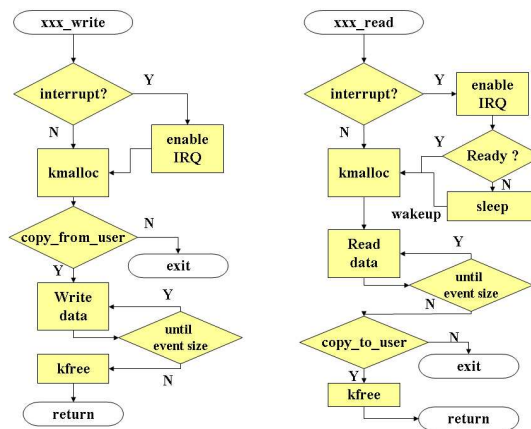 xxx_write
interrupt?
Y
N
enable
IRQ
kmalloc
copy_from_user
N
exit
Y
Write
data
Y
until
event size
N
kfree
return
xxx_read
interrupt?
Y
enable
IRQ
N
Y
Ready ?
kmalloc
N
sleep
wakeup
Read
data
Y
until
event size
N
copy_to_user
N
exit
Y
kfree
return